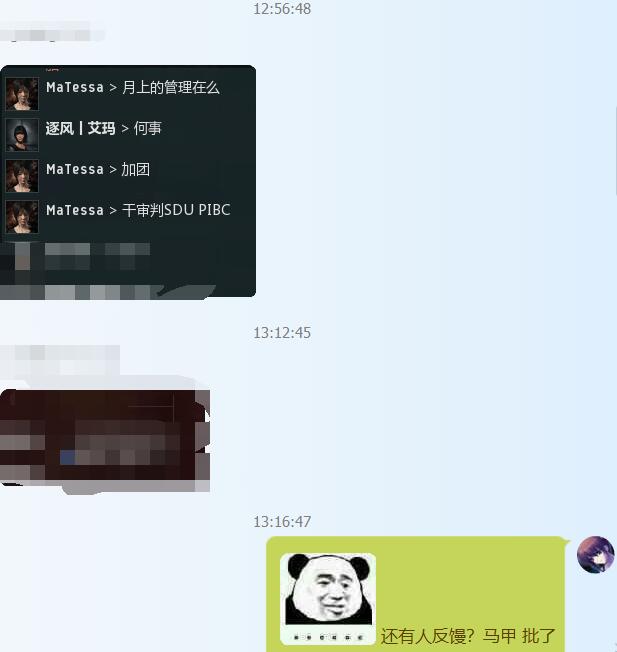 12:56:48
MaTessa > 月上的管理在么
逐风丨艾玛 > 何事
MaTessa > 加团
MaTessa > 干审判SDU PIBC
13:12:45
13:16:47
还有人反馒？马甲 批了